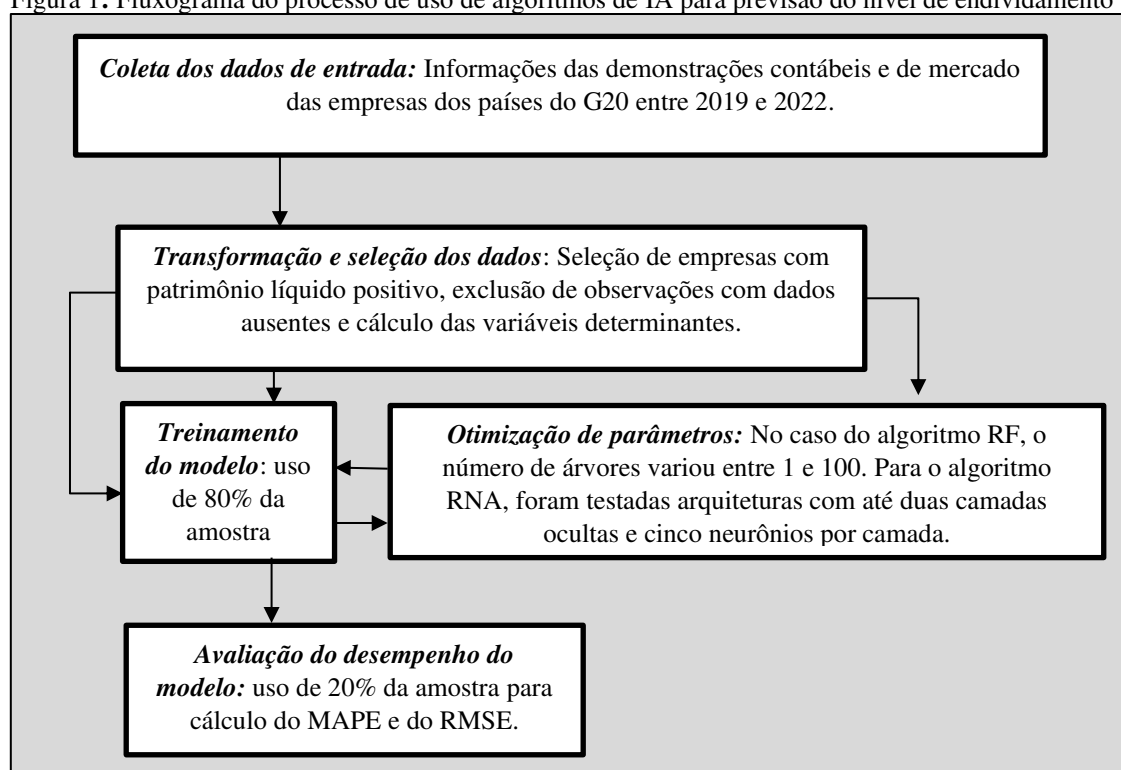 Figura 1. Fluxograma do processo de uso de algoritmos de IA para previsão do nível de endividamento
Coleta dos dados de entrada: Informações das demonstrações contábeis e de mercado
das empresas dos países do G20 entre 2019 e 2022.
Transformação e seleção dos dados: Seleção de empresas com
patrimônio líquido positivo, exclusão de observações com dados
ausentes e cálculo das variáveis determinantes.
Treinamento
do modelo: uso
de 80% da
amostra
Otimização de parâmetros: No caso do algoritmo RF, o
número de árvores variou entre 1 e 100. Para o algoritmo
RNA, foram testadas arquiteturas com até duas camadas
ocultas e cinco neurônios por camada.
Avaliação do desempenho do
modelo: uso de 20% da amostra para
cálculo do MAPE e do RMSE.